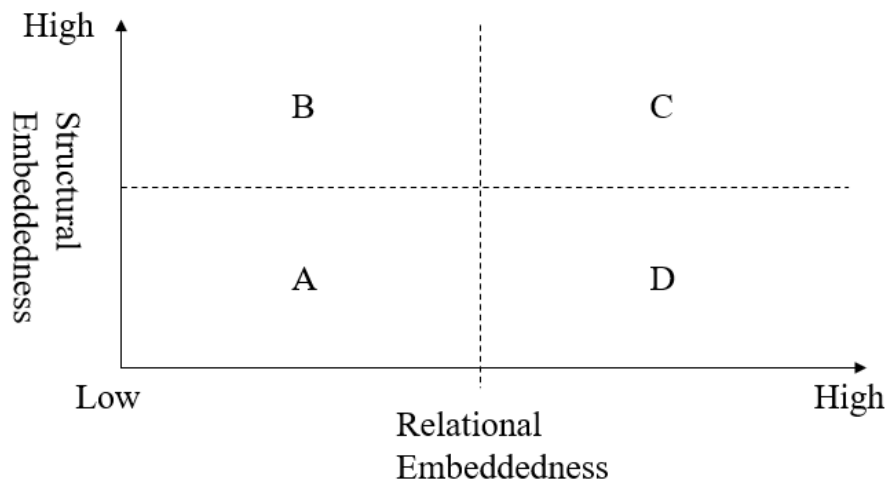 High
Structural
Embeddedness
B
C
A
D
Low
High
Relational
Embeddedness